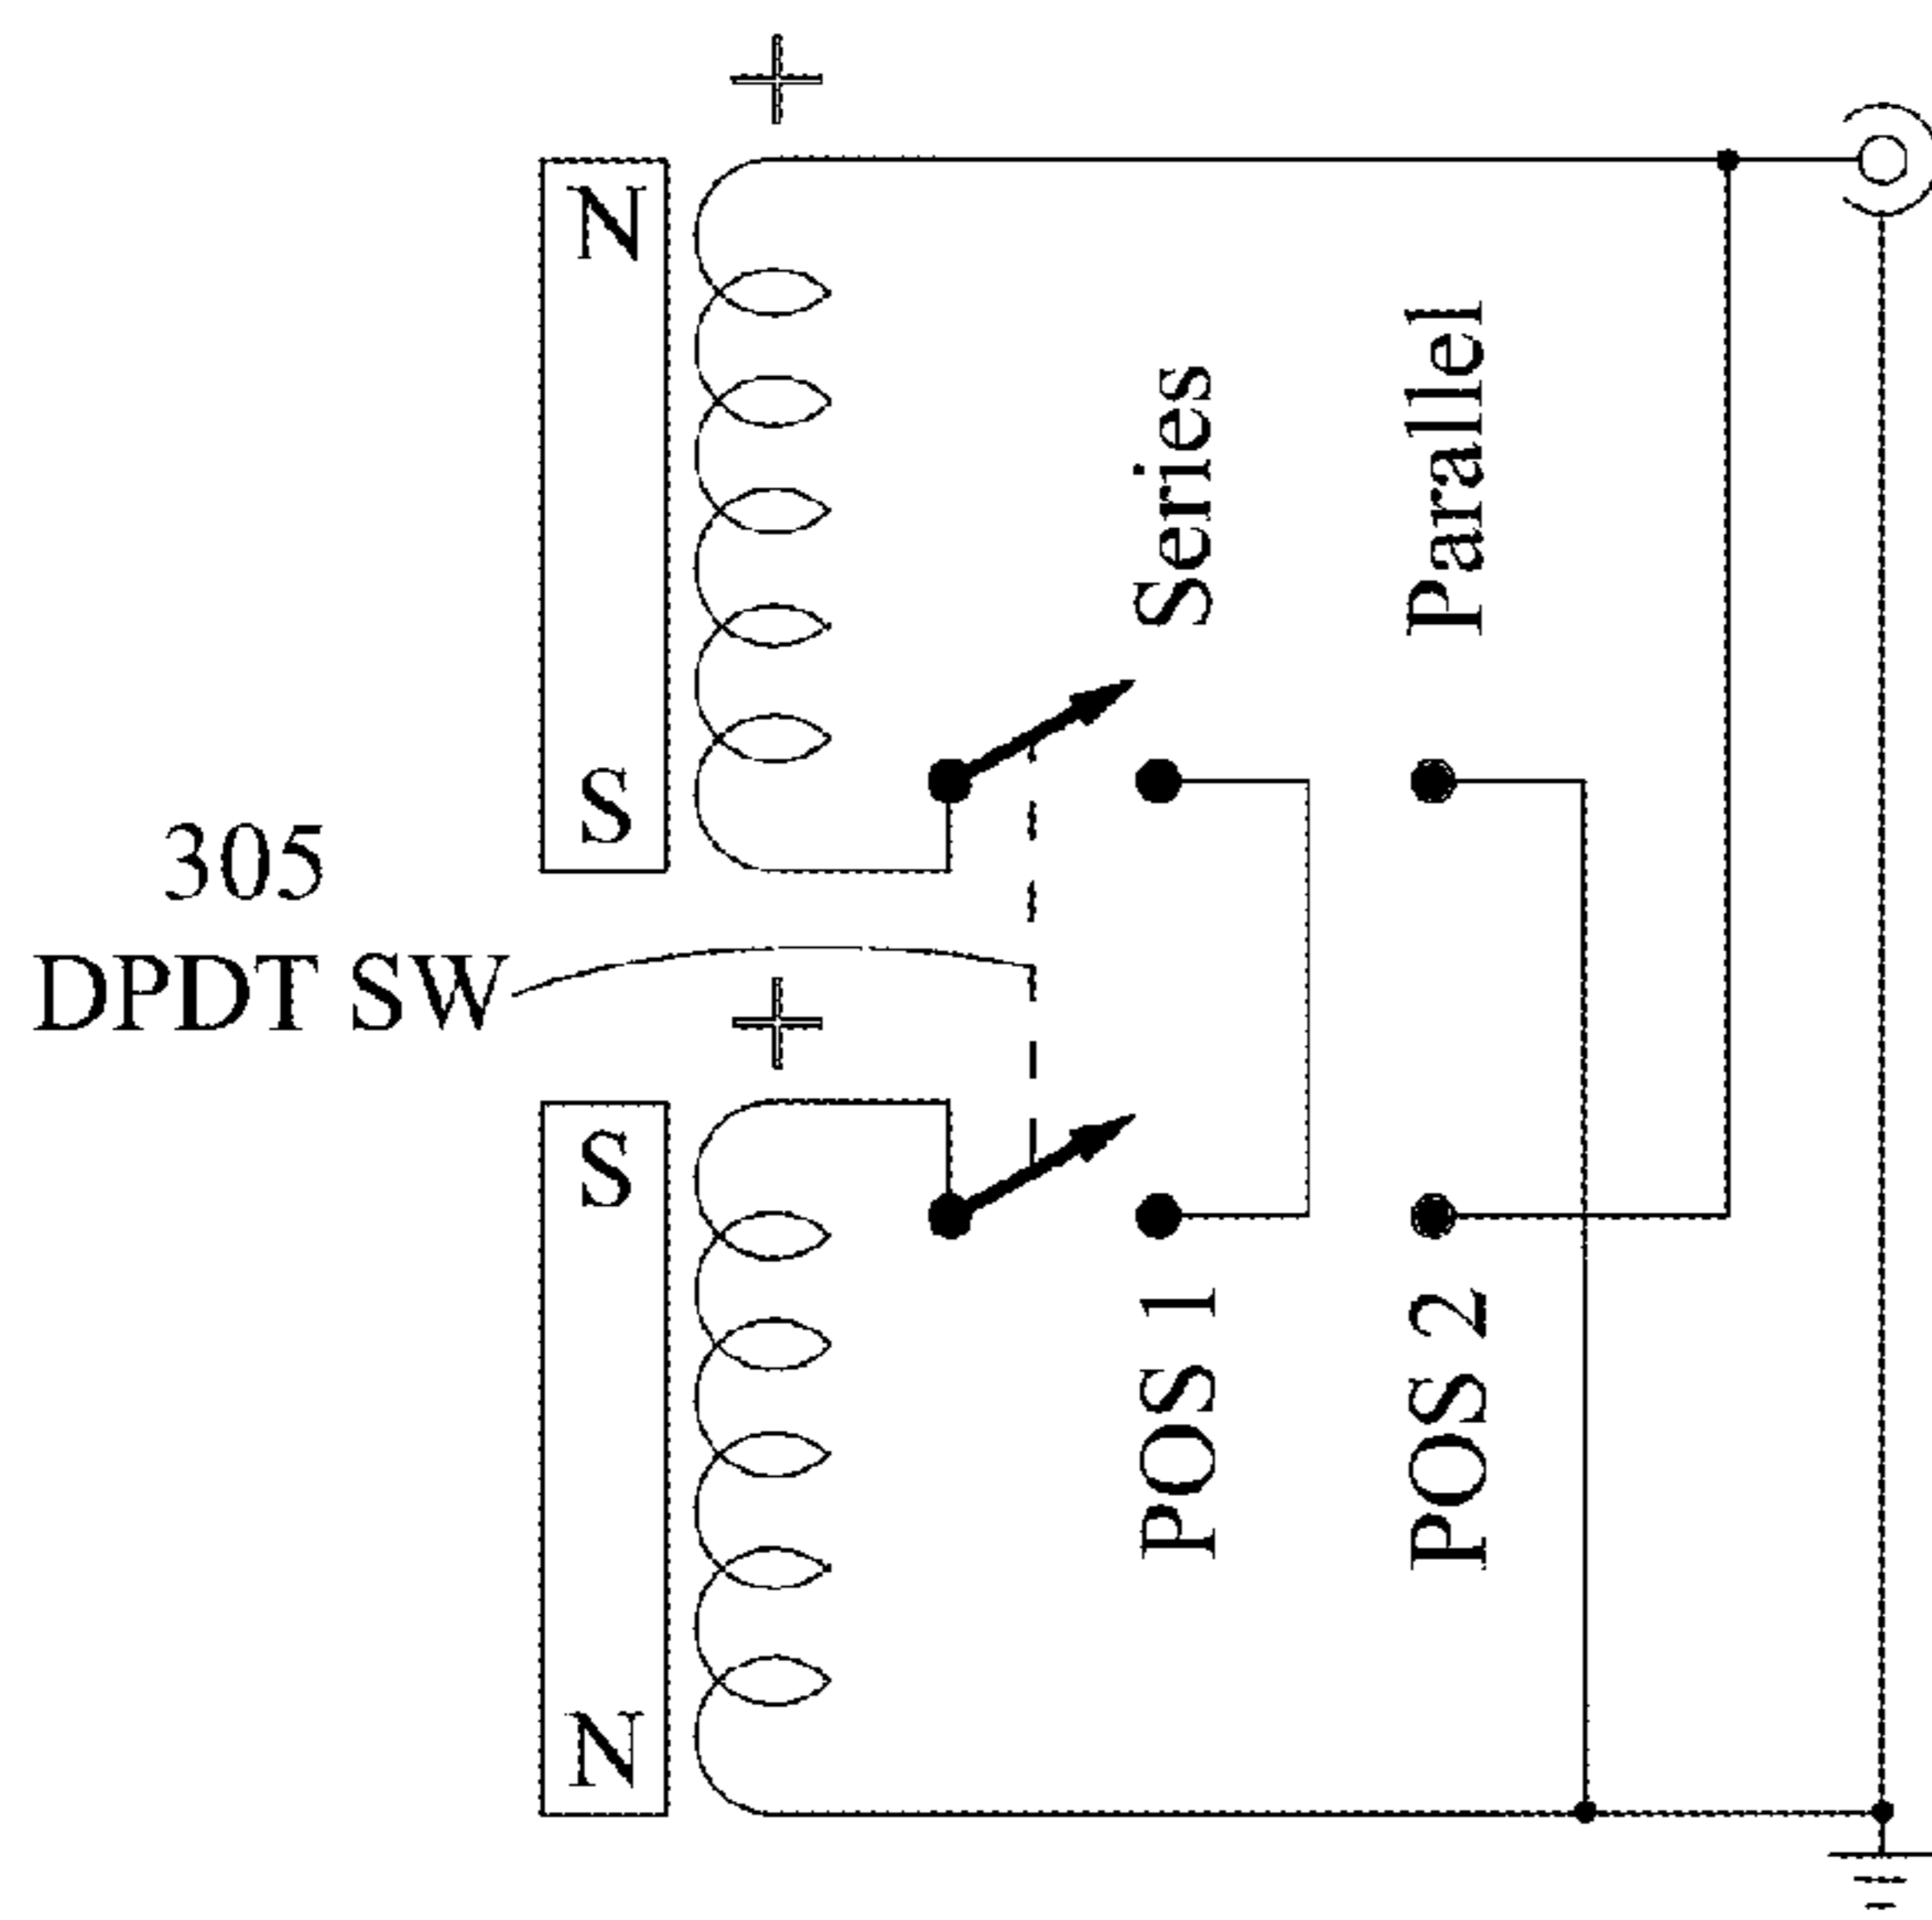 +
N
Series
Parallel
S
305
DPDT SW
+
S
POS 1
POS 2
N